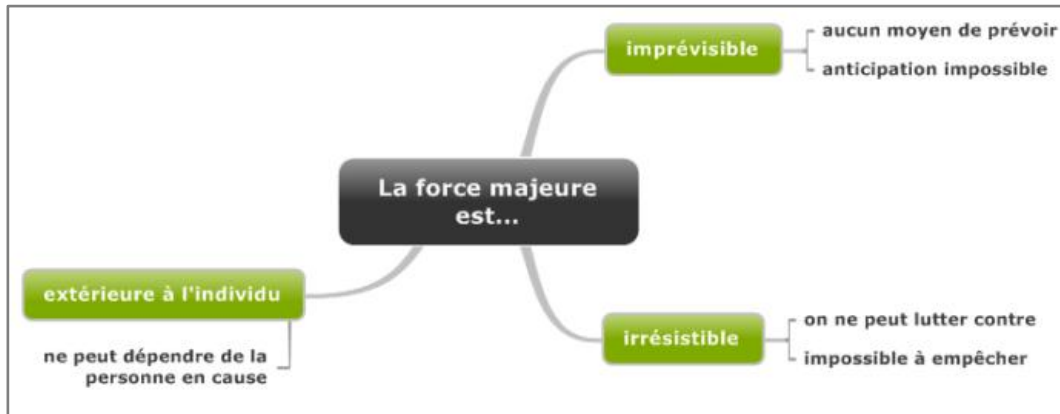 imprévisible
aucun moyen de prévoir
anticipation impossible
La force majeure
est...
extérieure à l'individu
ne peut dépendre de la
personne en cause
irrésistible
on ne peut lutter contre
impossible à empêcher